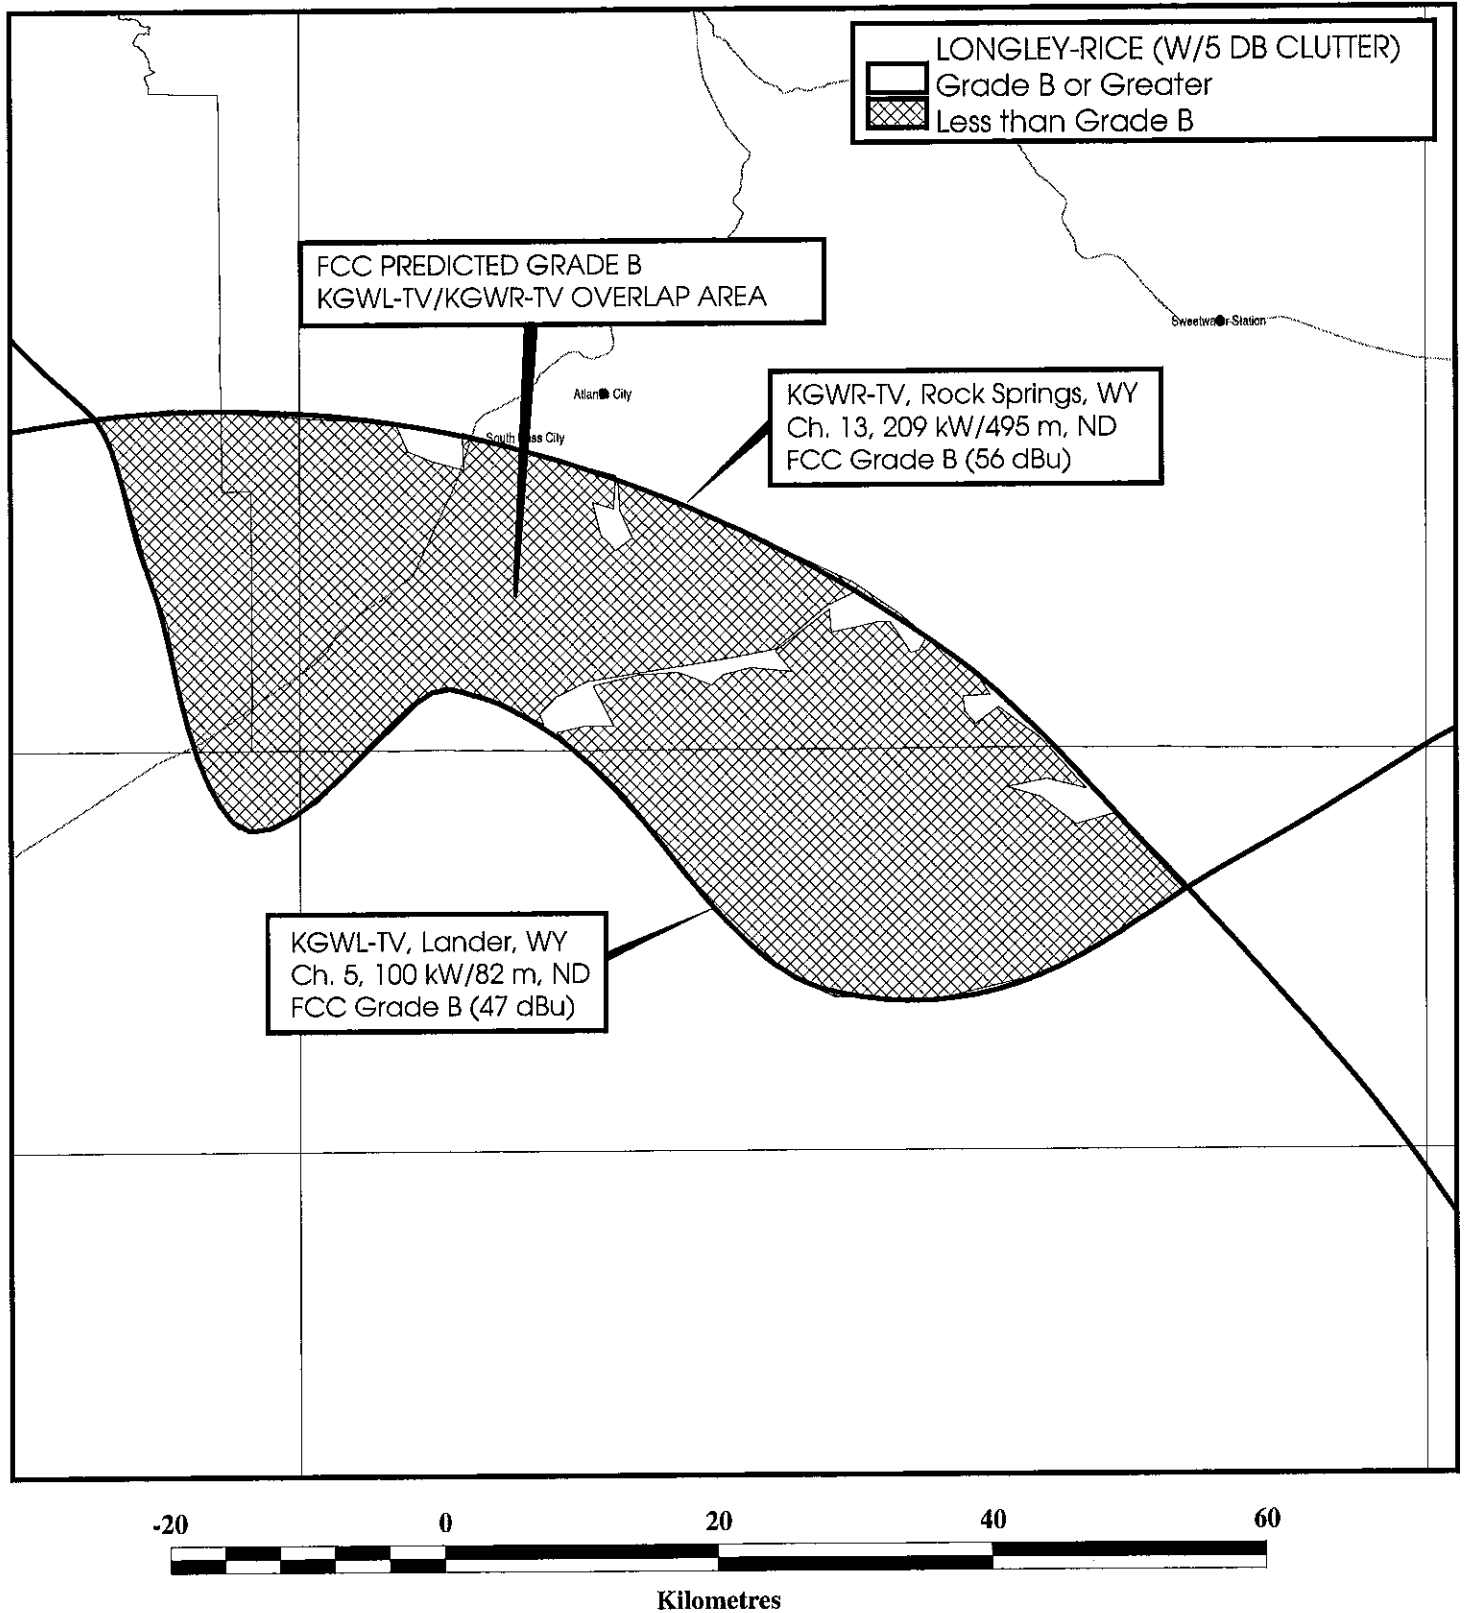 LONGLEY-RICE (W/5 DB CLUTTER)
Grade B or Greater
Less than Grade B
FCC PREDICTED GRADE B
KGWL-TV/KGWR-TV OVERLAP AREA
Sweetwater Station
Atlantic City
KGWR-TV, Rock Springs, WY
Ch. 13, 209 kW/495 m, ND
FCC Grade B (56 dBu)
South City
KGWL-TV, Lander, WY
Ch. 5, 100 kW/82 m, ND
FCC Grade B (47 dBu)
-20 0 20 40 60
Kilometres